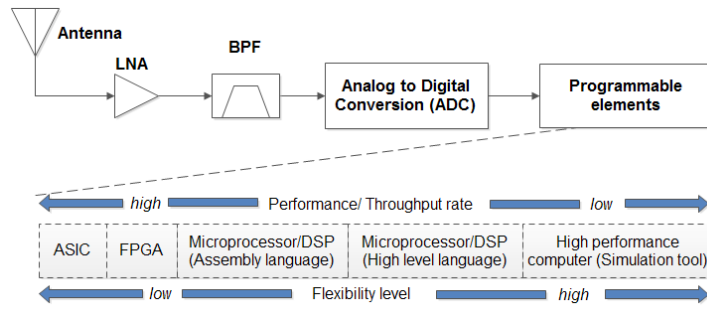 Antenna
LNA
BPF
Analog to Digital
Conversion (ADC)
Programmable
elements
high Performance/ Throughput rate low
ASIC
FPGA
Microprocessor/DSP
(Assembly language)
Microprocessor/DSP
(High level language)
High performance
computer (Simulation tool)
low Flexibility level high